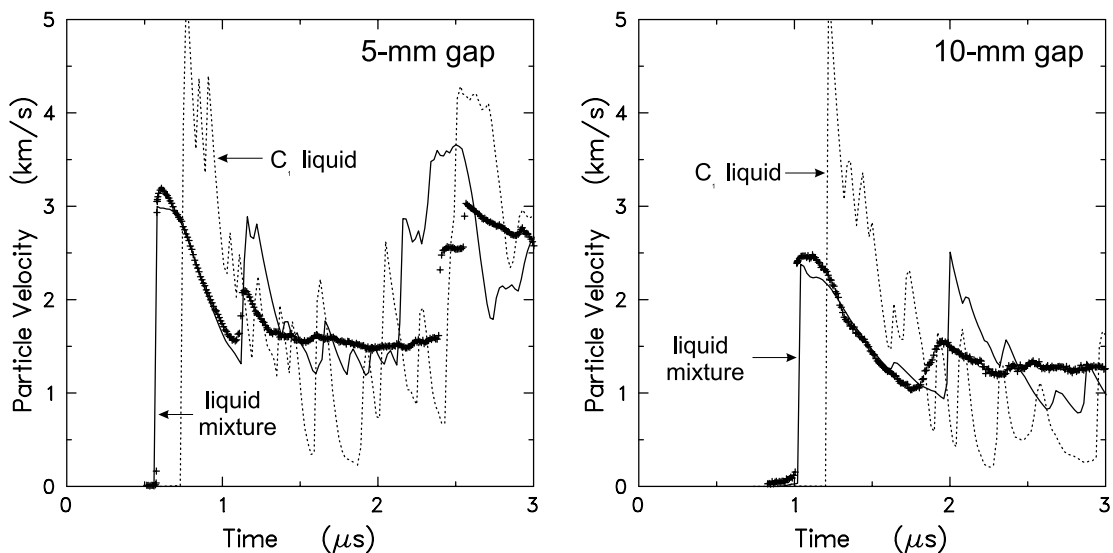 5-mm gap
C₁ liquid
liquid
mixture
Particle Velocity (km/s)
5
4
3
2
1
0
0 1 2 3
Time (μs)
10-mm gap
C₁ liquid
liquid
mixture
Particle Velocity (km/s)
5
4
3
2
1
0
0 1 2 3
Time (μs)